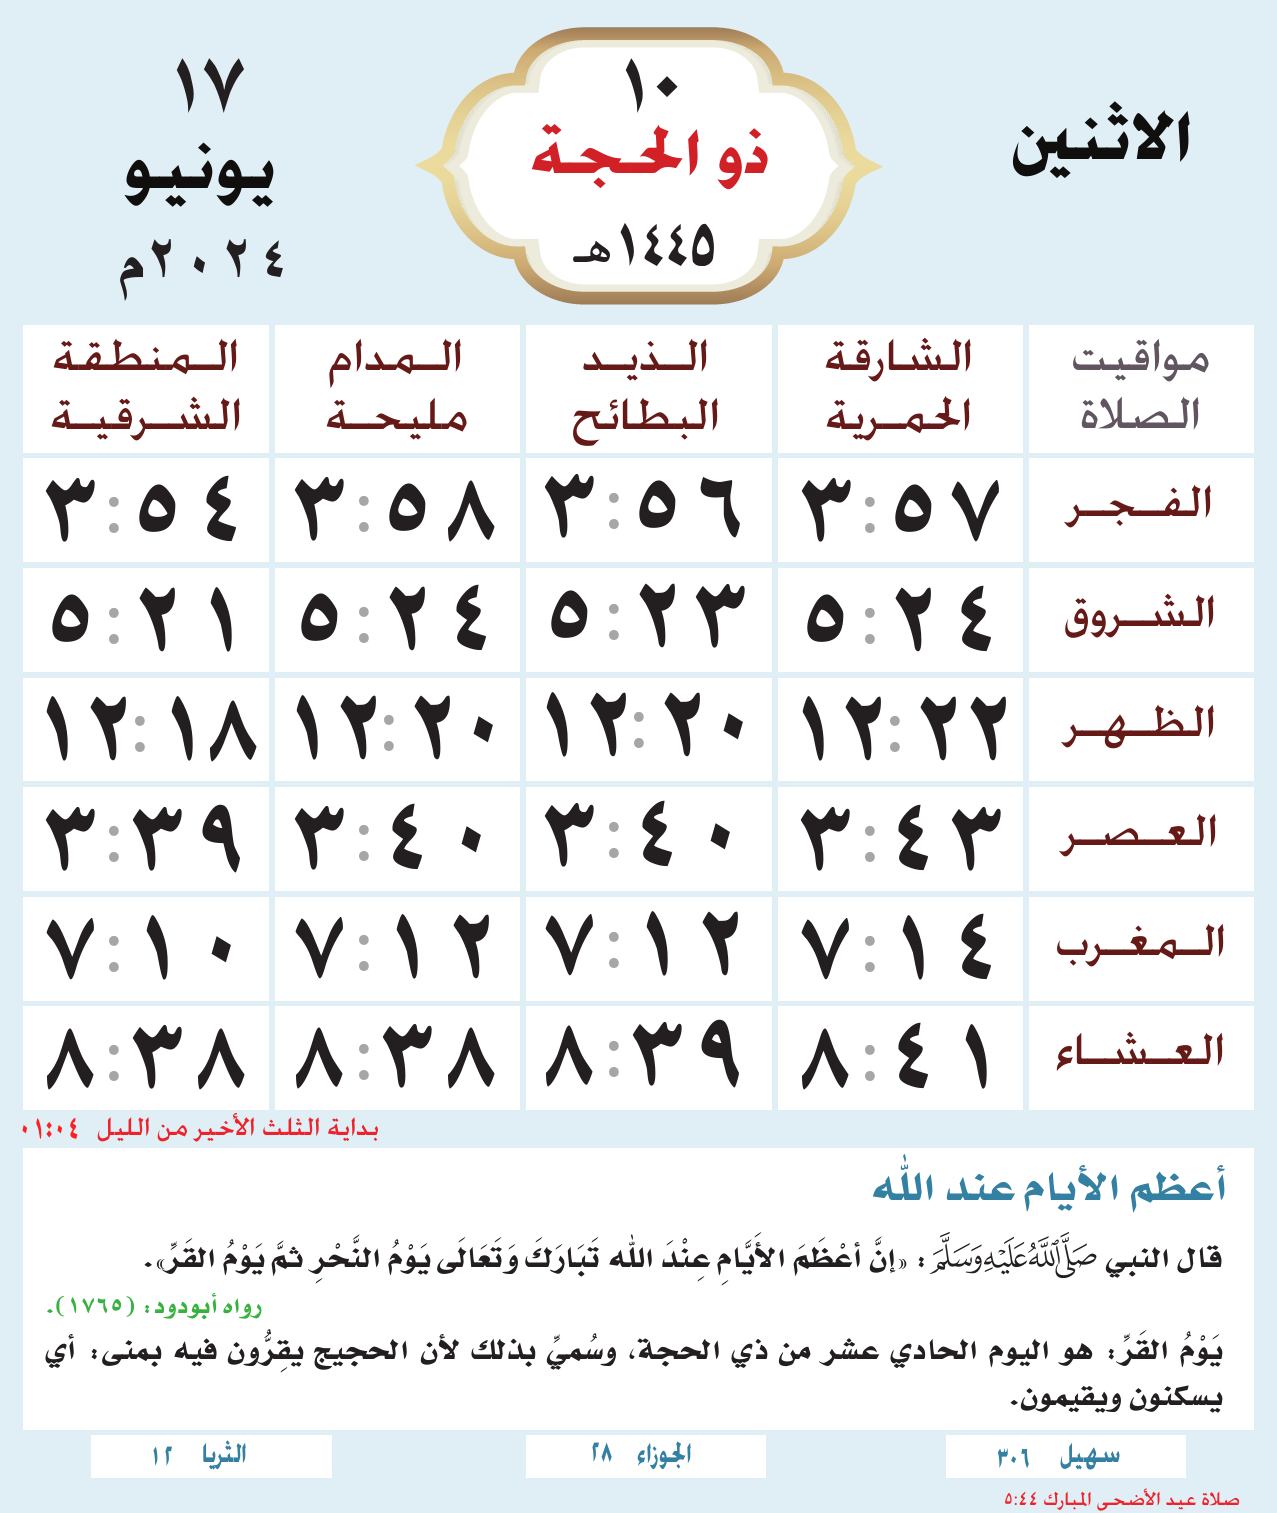 الاثنين
١٠
ذو الحجة
١٤٤٥هـ
١٧
يونيو
٢٠٢٤م
مواقيت الصلاة
الشارقة الحمرية
الذيد البطائح
المدام مليحة
المنطقة الشرقية
الفجر ٣:٥٧ ٣:٥٦ ٣:٥٨ ٣:٥٤
الشروق ٥:٢٤ ٥:٢٣ ٥:٢٤ ٥:٢١
الظهر ١٢:٢٢ ١٢:٢٠ ١٢:٢٠ ١٢:١٨
العصر ٣:٤٣ ٣:٤٠ ٣:٤٠ ٣:٣٩
المغرب ٧:١٤ ٧:١٢ ٧:١٢ ٧:١٠
العشاء ٨:٤١ ٨:٣٩ ٨:٣٨ ٨:٣٨
بداية الثلث الأخير من الليل ٠١:٠٤
أعظم الأيام عند الله
قال النبي صَلَّى اللَّهُ عَلَيْهِ وَسَلَّمَ: «إنَّ أعْظَمَ الأَيَّامِ عِنْدَ الله تَبَارَكَ وَتَعَالَى يَوْمُ النَّحْرِ ثمَّ يَوْمُ القَرِّ».
رواه أبودود: (١٧٦٥).
يَوْمُ القَرِّ: هو اليوم الحادي عشر من ذي الحجة، وسُميِّ بذلك لأن الحجيج يقِرُّون فيه بمنى: أي
يسكنون ويقيمون.
سهيل ٣٠٦
الجوزاء ٢٨
الثريا ١٢
صلاة عيد الأضحى المبارك ٥:٤٤